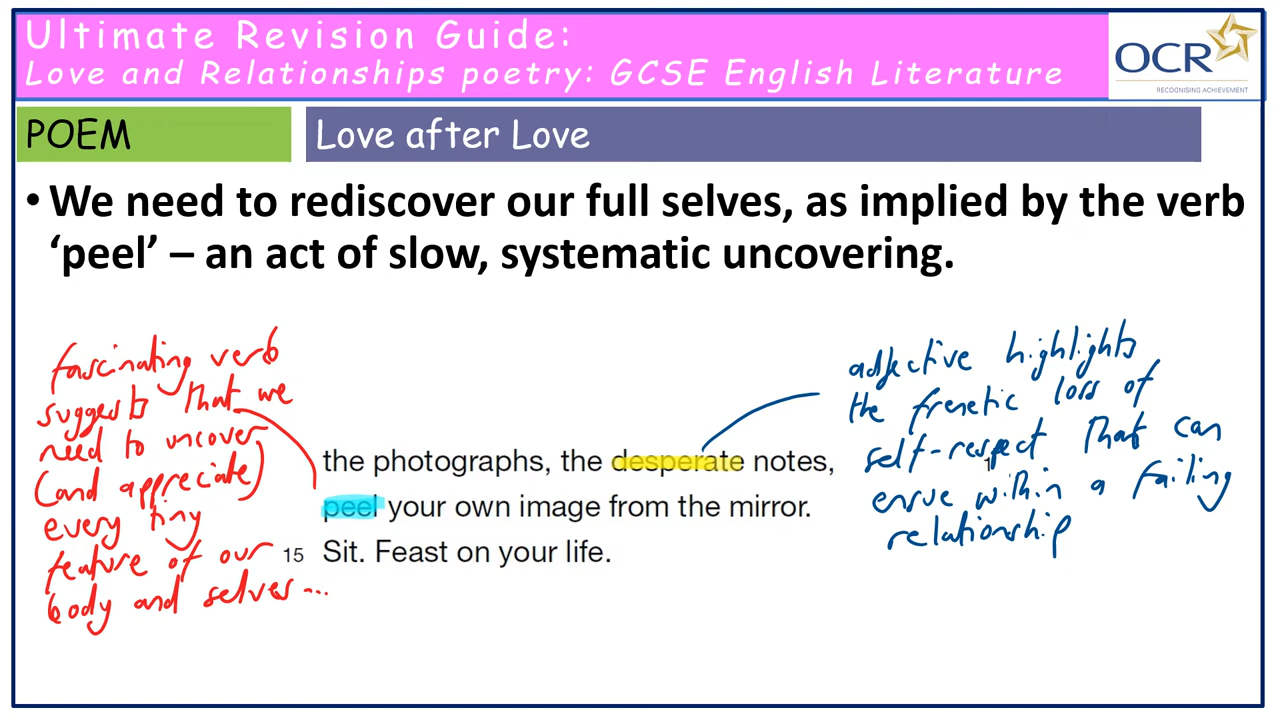 Ultimate Revision Guide:
Love and Relationships poetry: GCSE English Literature
OCR
RECOGNISING ACHIEVEMENT
POEM
Love after Love
• We need to rediscover our full selves, as implied by the verb
‘peel’ – an act of slow, systematic uncovering.
fascinating verb
suggests that we
need to uncover
(and appreciate)
every tiny
feature of our
body and selves...
the photographs, the desperate notes,
peel your own image from the mirror.
15 Sit. Feast on your life.
adjective highlights
the frenetic loss of
self-respect that can
ensue within a failing
relationship